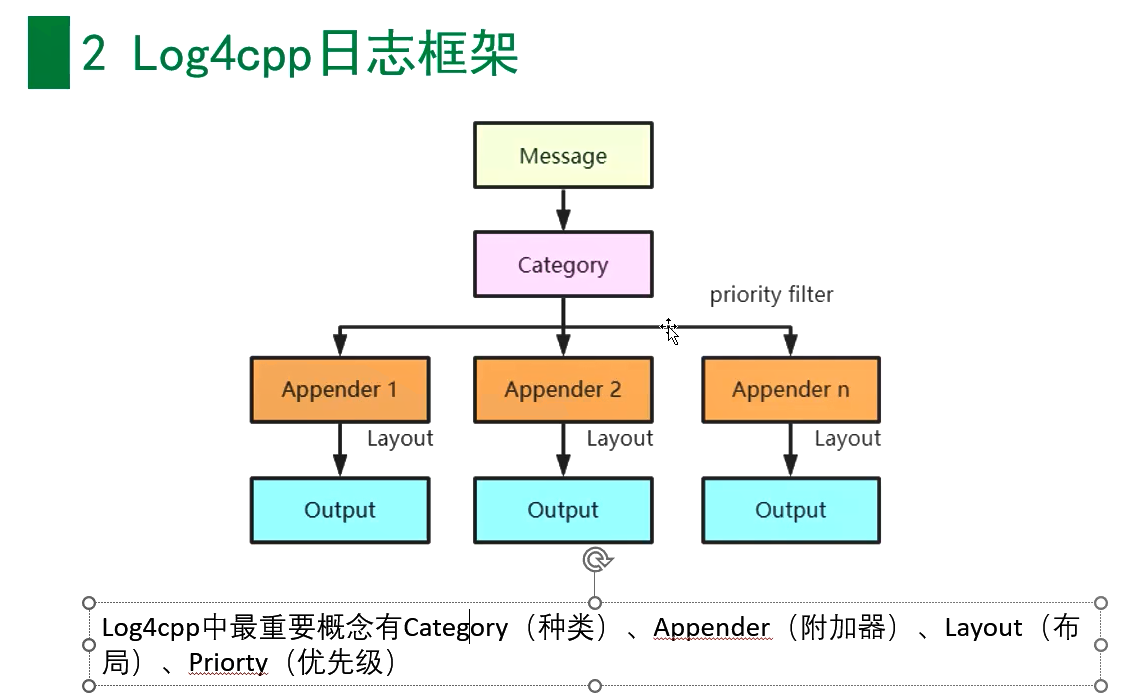 2 Log4cpp日志框架
Message
Category
priority filter
Appender 1
Appender 2
Appender n
Layout
Layout
Layout
Output
Output
Output
Log4cpp中最重要概念有Category（种类）、Appender（附加器）、Layout（布
局）、Priorty（优先级）